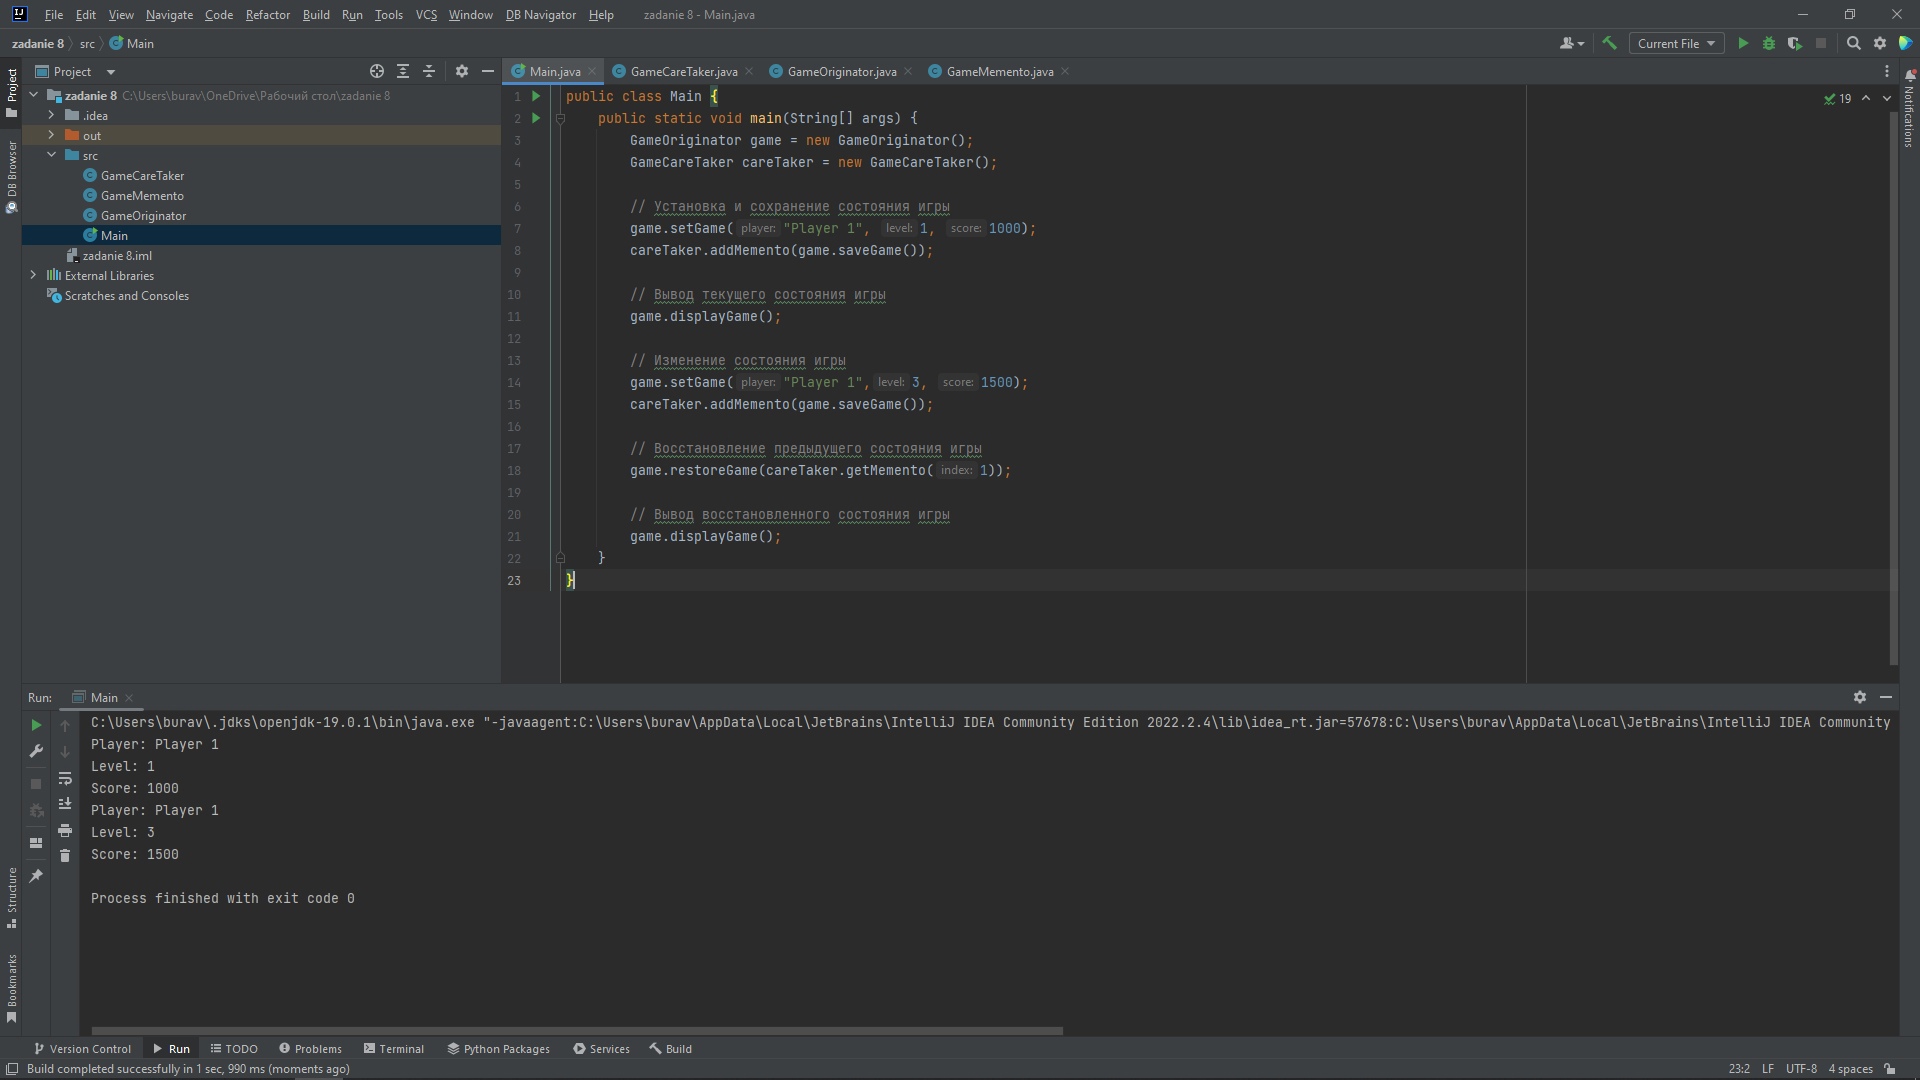 File Edit View Navigate Code Refactor Build Run Tools VCS Window DB Navigator Help zadanie 8 - Main.java
zadanie 8 src Main
Current File
Project
Main.java GameCareTaker.java GameOriginator.java GameMemento.java
zadanie 8 C:\Users\burav\OneDrive\Рабочий стол\zadanie 8
.idea
out
src
GameCareTaker
GameMemento
GameOriginator
Main
zadanie 8.iml
External Libraries
Scratches and Consoles
Project
DB Browser
Structure
Bookmarks
1 public class Main {
2 public static void main(String[] args) {
3 GameOriginator game = new GameOriginator();
4 GameCareTaker careTaker = new GameCareTaker();
5
6 // Установка и сохранение состояния игры
7 game.setGame( player: "Player 1", level: 1, score: 1000);
8 careTaker.addMemento(game.saveGame());
9
10 // Вывод текущего состояния игры
11 game.displayGame();
12
13 // Изменение состояния игры
14 game.setGame( player: "Player 1", level: 3, score: 1500);
15 careTaker.addMemento(game.saveGame());
16
17 // Восстановление предыдущего состояния игры
18 game.restoreGame(careTaker.getMemento( index: 1));
19
20 // Вывод восстановленного состояния игры
21 game.displayGame();
22 }
23 }
19
Notifications
Run: Main
C:\Users\burav\.jdks\openjdk-19.0.1\bin\java.exe "-javaagent:C:\Users\burav\AppData\Local\JetBrains\IntelliJ IDEA Community Edition 2022.2.4\lib\idea_rt.jar=57678:C:\Users\burav\AppData\Local\JetBrains\IntelliJ IDEA Community
Player: Player 1
Level: 1
Score: 1000
Player: Player 1
Level: 3
Score: 1500
Process finished with exit code 0
Version Control Run TODO Problems Terminal Python Packages Services Build
Build completed successfully in 1 sec, 990 ms (moments ago) 23:2 LF UTF-8 4 spaces